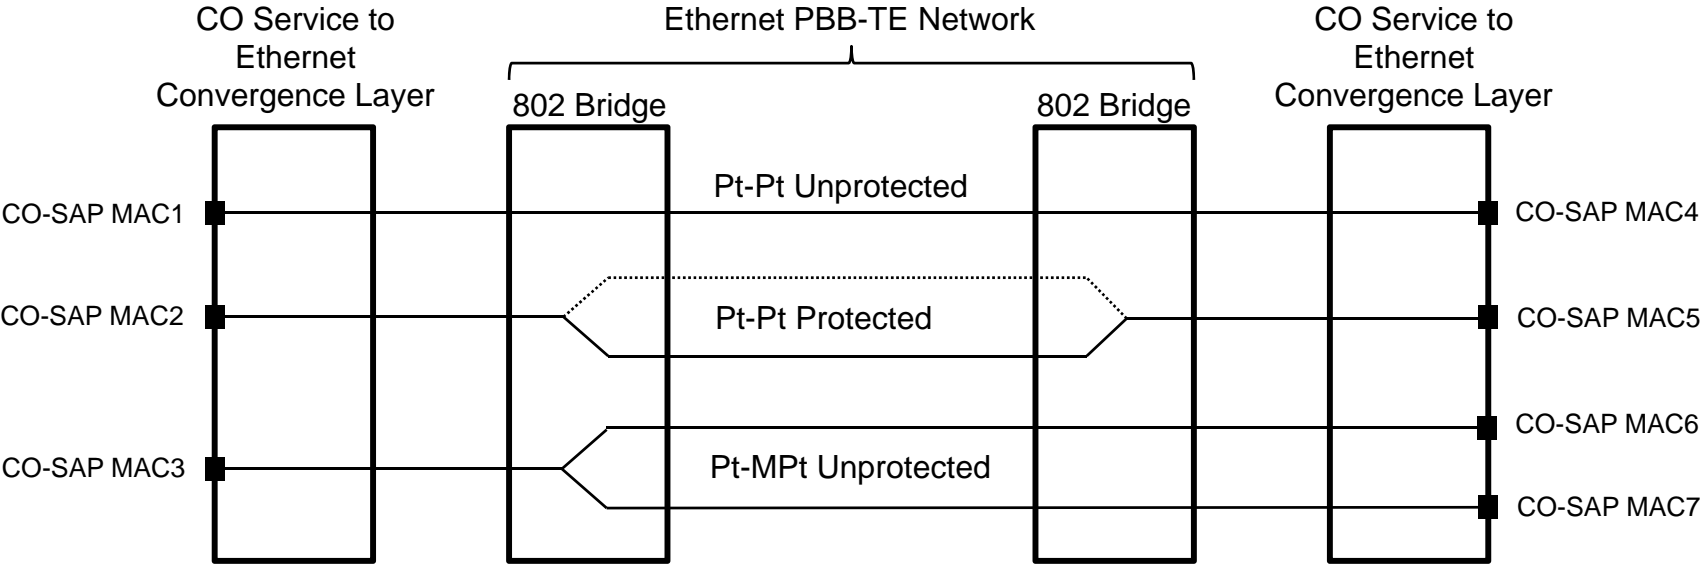 CO Service to
Ethernet
Convergence Layer
Ethernet PBB-TE Network
CO Service to
Ethernet
Convergence Layer
802 Bridge
802 Bridge
Pt-Pt Unprotected
CO-SAP MAC1
CO-SAP MAC4
CO-SAP MAC2
Pt-Pt Protected
CO-SAP MAC5
CO-SAP MAC6
CO-SAP MAC3
Pt-MPt Unprotected
CO-SAP MAC7